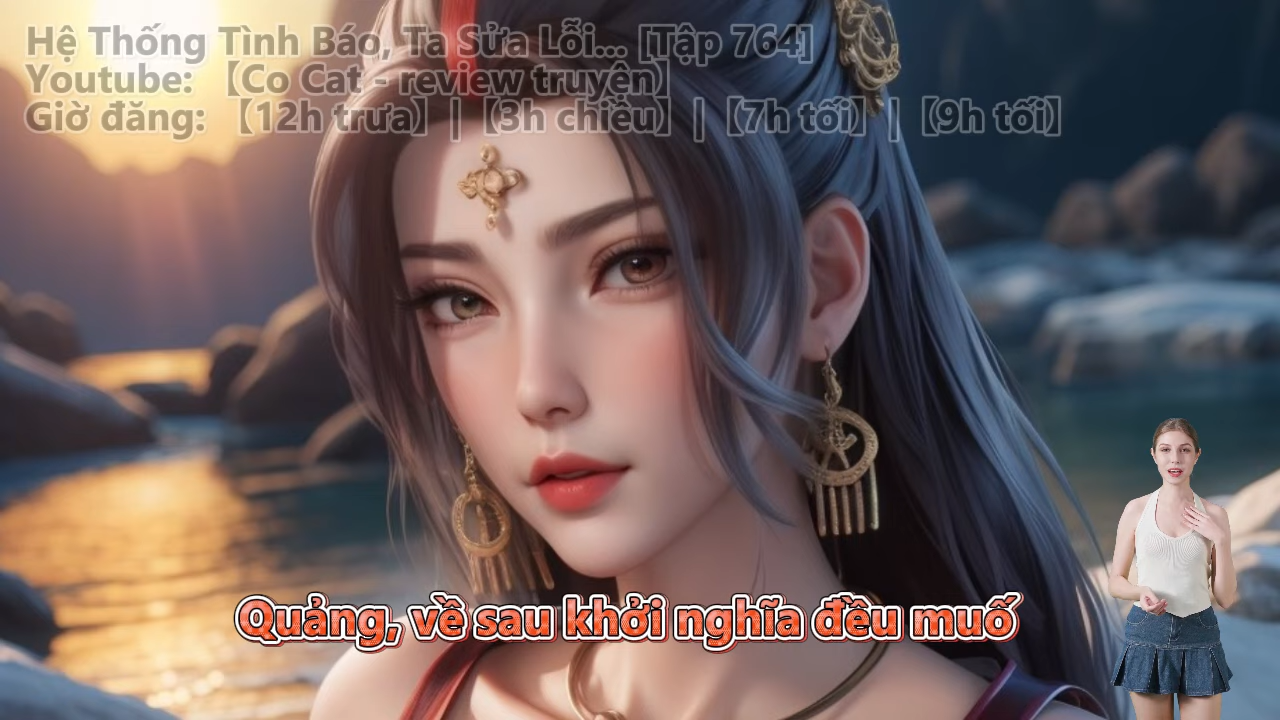 Hệ Thống Tình Báo, Ta Sửa Lỗi... [Tập 764]
Youtube: 【Co Cat - review truyện】
Giờ đăng: 【12h trưa】 | 【3h chiều】 | 【7h tối】 | 【9h tối】
Quảng, về sau khởi nghĩa đều muố